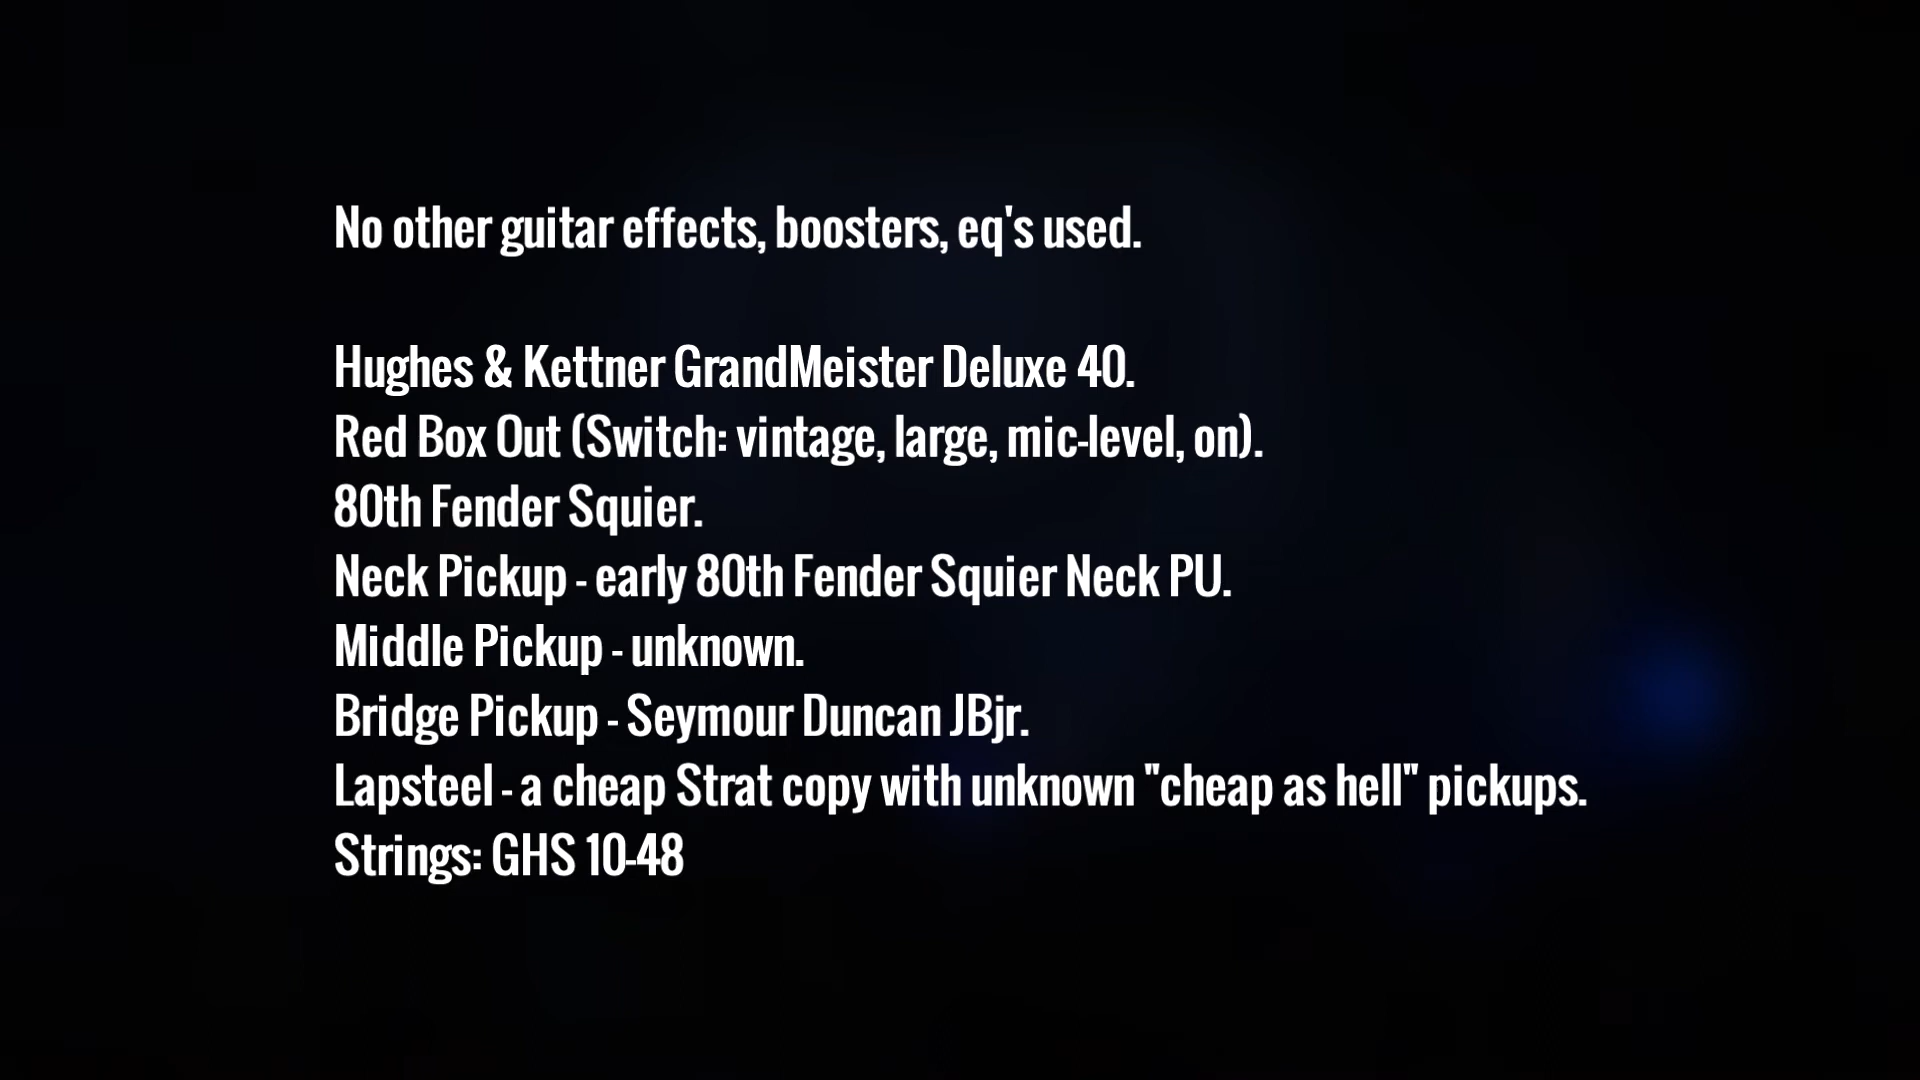 No other guitar effects, boosters, eq's used.
Hughes & Kettner GrandMeister Deluxe 40.
Red Box Out (Switch: vintage, large, mic-level, on).
80th Fender Squier.
Neck Pickup - early 80th Fender Squier Neck PU.
Middle Pickup - unknown.
Bridge Pickup - Seymour Duncan JBjr.
Lapsteel - a cheap Strat copy with unknown "cheap as hell" pickups.
Strings: GHS 10-48